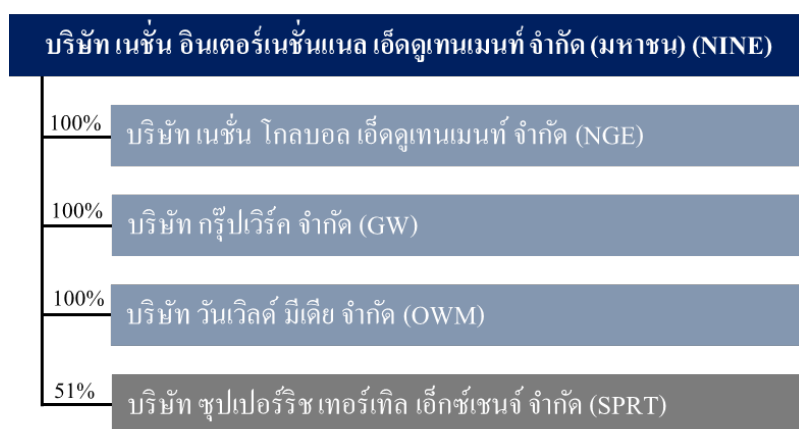 บริษัท เนชั่น อินเตอร์เนชั่นแนล เอ็ดดูเทนเมนท์ จำกัด (มหาชน) (NINE)
100%
บริษัท เนชั่น โกลบอล เอ็ดดูเทนเมนท์ จำกัด (NGE)
100%
บริษัท กรุ๊ปเวิร์ค จำกัด (GW)
100%
บริษัท วันเวิลด์ มีเดีย จำกัด (OWM)
51%
บริษัท ซุปเปอร์ริช เทอร์เทิล เอ็กซ์เชนจ์ จำกัด (SPRT)